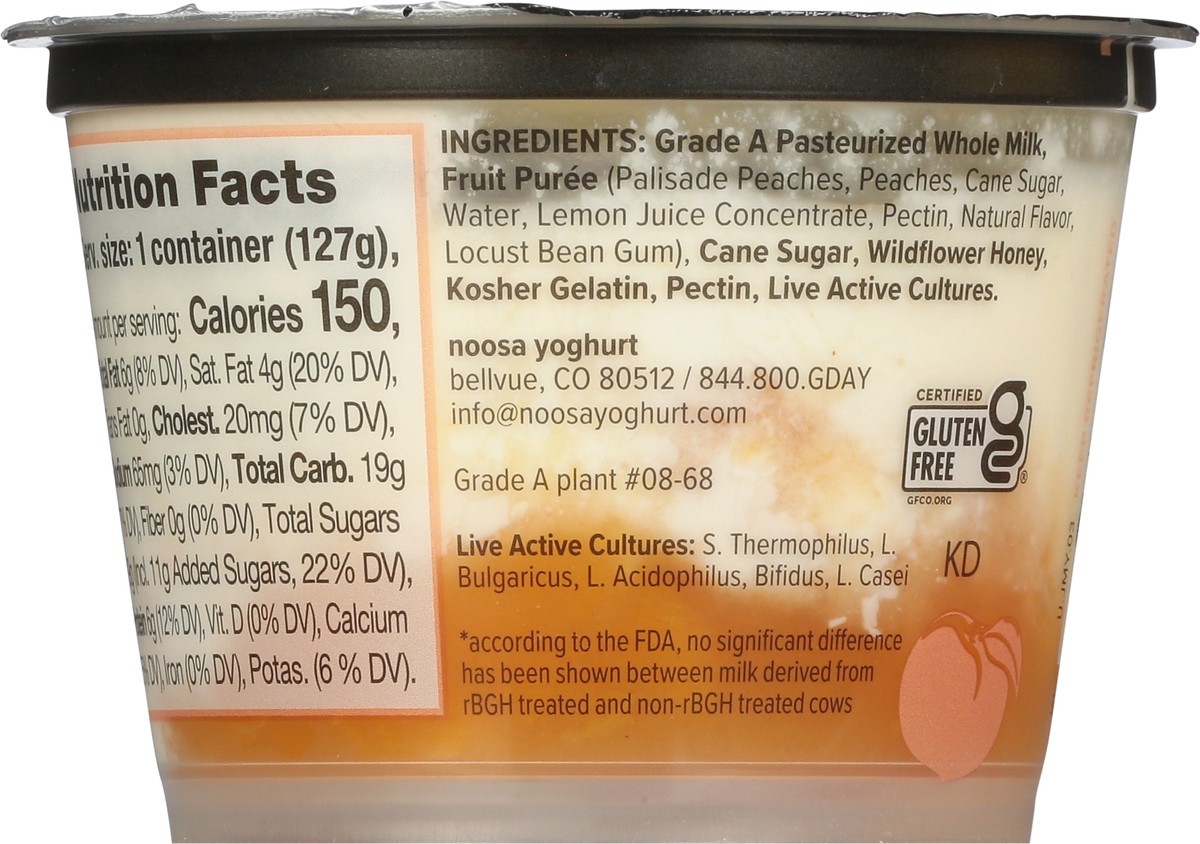 Nutrition Facts
size: 1 container (127g),
per serving: Calories 150,
Fat 6g (8% DV), Sat. Fat 4g (20% DV),
Fat 0g, Cholest. 20mg (7% DV),
65mg (3% DV), Total Carb. 19g
DV), Fiber 0g (0% DV), Total Sugars
Incl. 11g Added Sugars, 22% DV),
6g (12% DV), Vit. D (0% DV), Calcium
DV), Iron (0% DV), Potas. (6 % DV).
INGREDIENTS: Grade A Pasteurized Whole Milk,
Fruit Purée (Palisade Peaches, Peaches, Cane Sugar,
Water, Lemon Juice Concentrate, Pectin, Natural Flavor,
Locust Bean Gum), Cane Sugar, Wildflower Honey,
Kosher Gelatin, Pectin, Live Active Cultures.
noosa yoghurt
bellvue, CO 80512 / 844.800.GDAY
info@noosayoghurt.com
Grade A plant #08-68
CERTIFIED
GLUTEN
FREE
g
®
GFCO.ORG
Live Active Cultures: S. Thermophilus, L.
Bulgaricus, L. Acidophilus, Bifidus, L. Casei
KD
*according to the FDA, no significant difference
has been shown between milk derived from
rBGH treated and non-rBGH treated cows